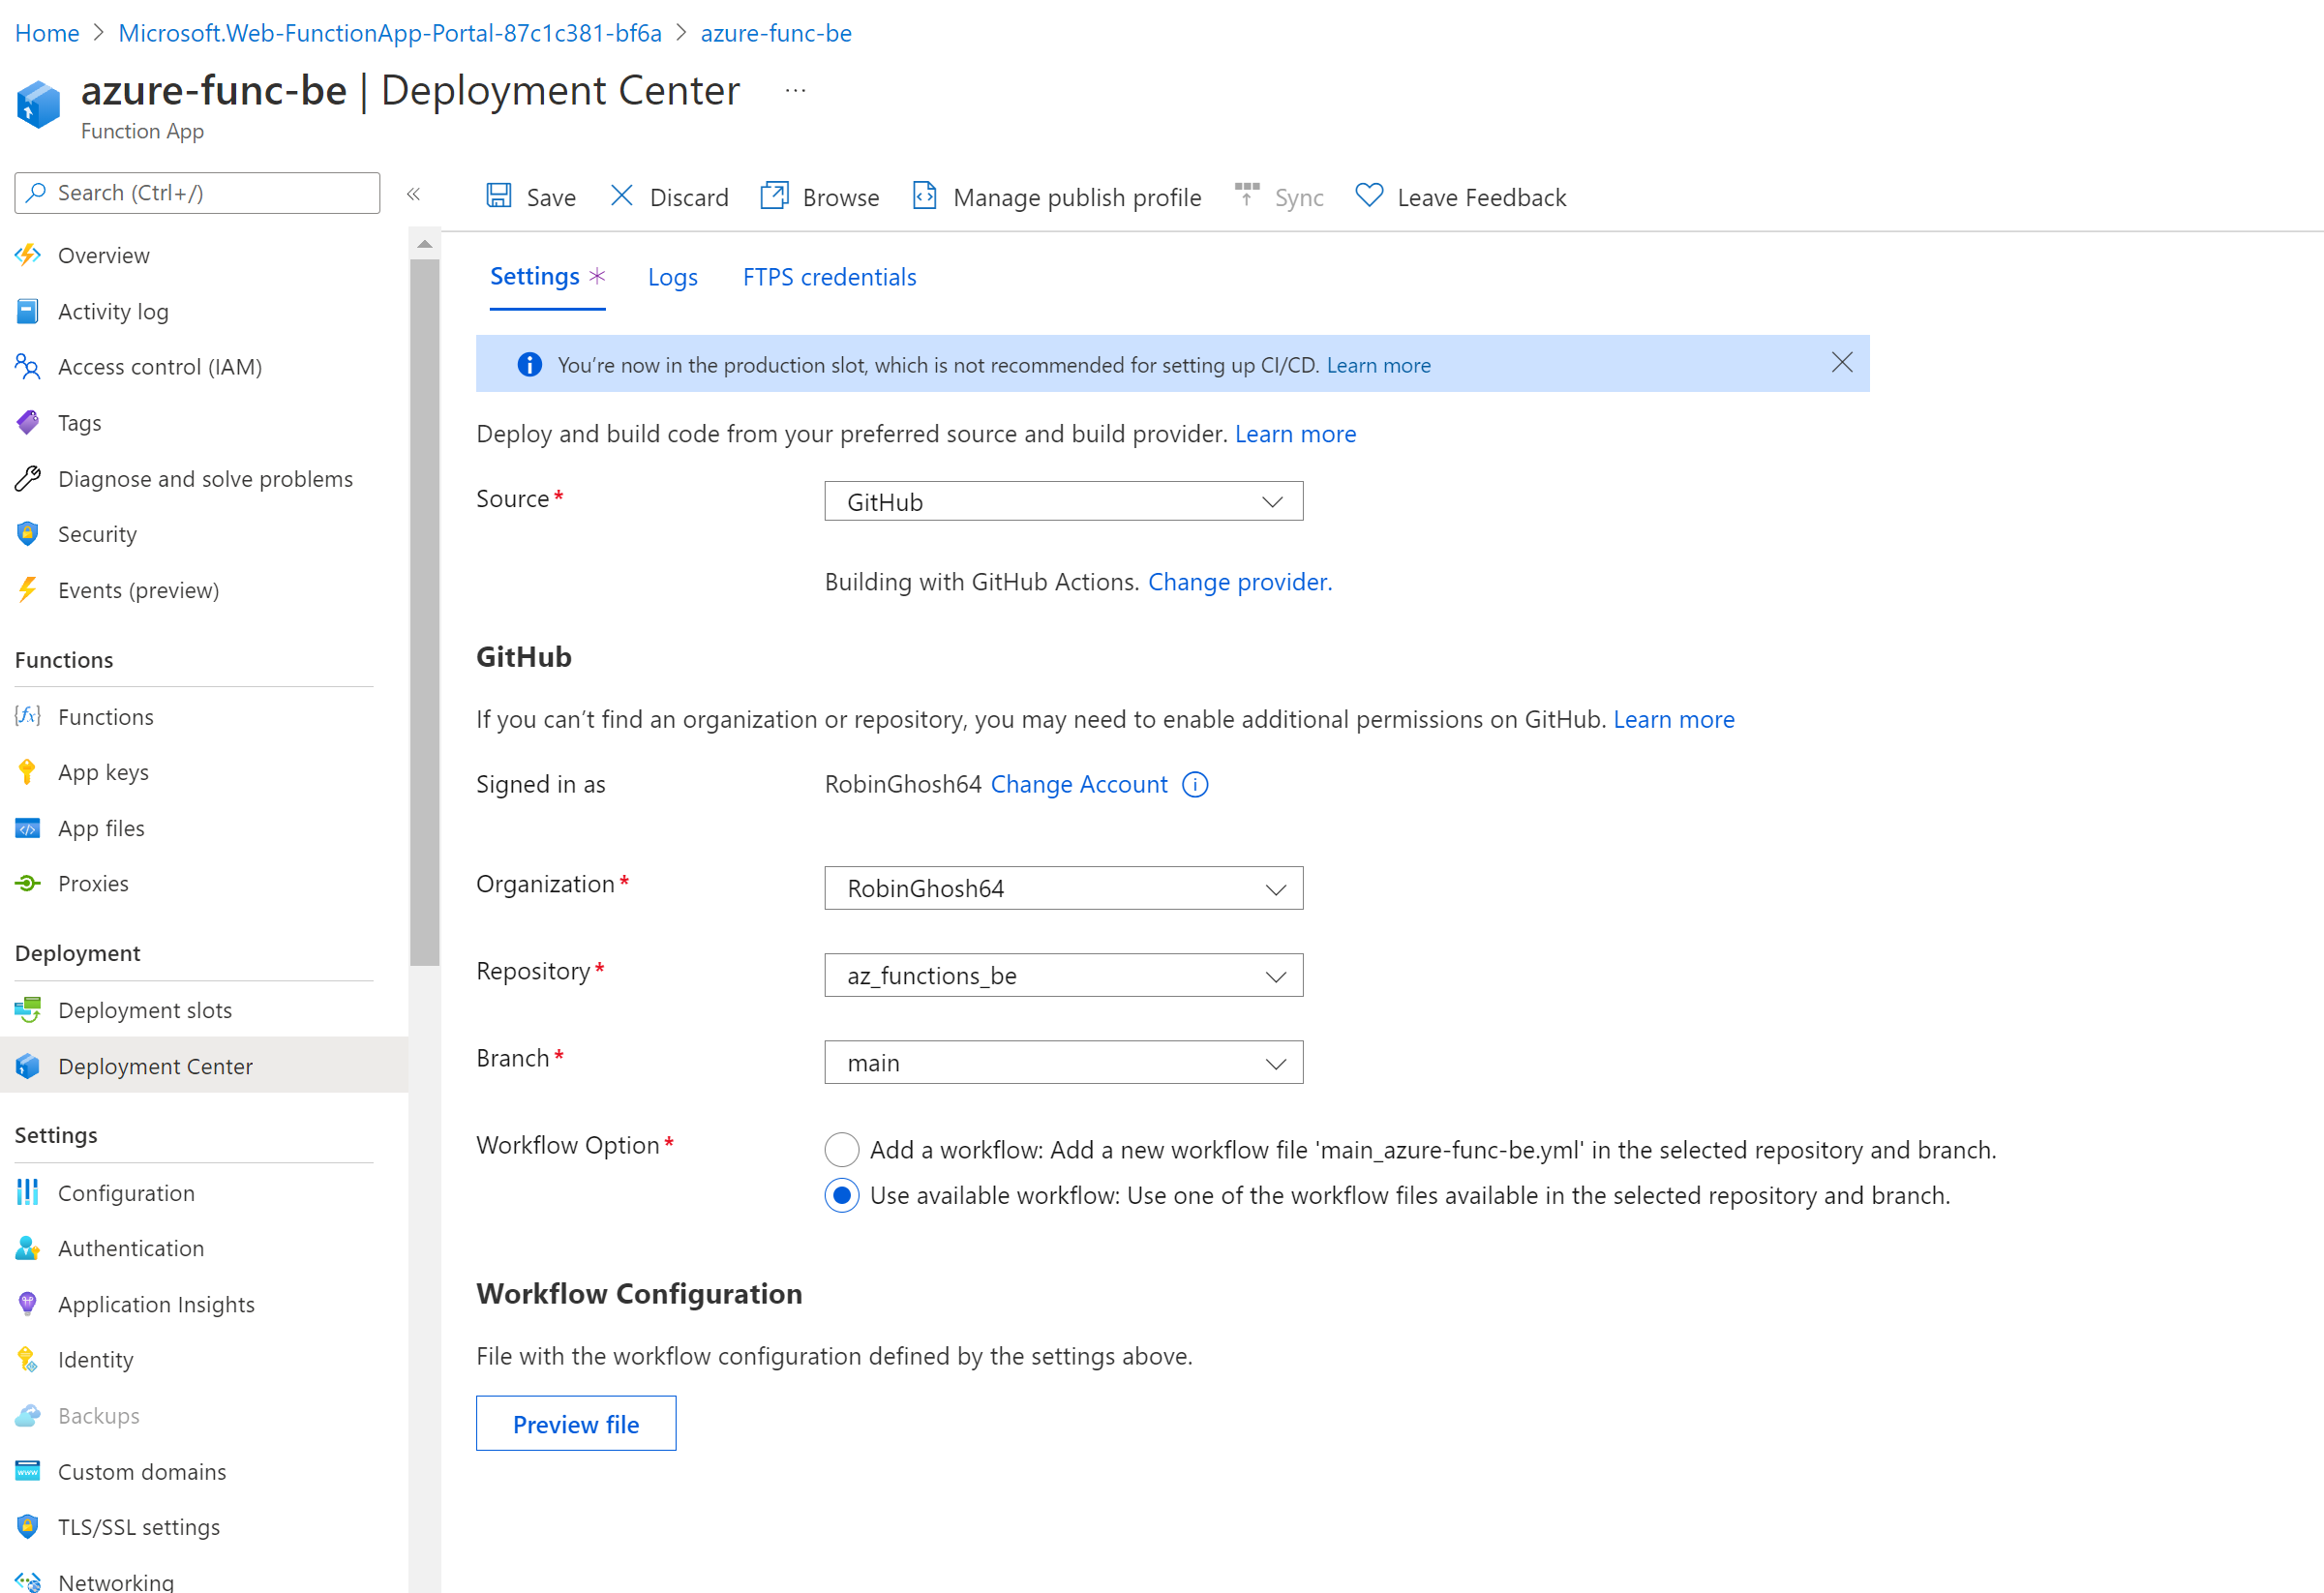 Home > Microsoft.Web-FunctionApp-Portal-87c1c381-bf6a > azure-func-be
azure-func-be | Deployment Center ...
Function App
Search (Ctrl+/)
«
Overview
Activity log
Access control (IAM)
Tags
Diagnose and solve problems
Security
Events (preview)
Functions
Functions
App keys
App files
Proxies
Deployment
Deployment slots
Deployment Center
Settings
Configuration
Authentication
Application Insights
Identity
Backups
Custom domains
TLS/SSL settings
Networking
Save Discard Browse Manage publish profile Sync Leave Feedback
Settings * Logs FTPS credentials
You're now in the production slot, which is not recommended for setting up CI/CD. Learn more
Deploy and build code from your preferred source and build provider. Learn more
Source* GitHub
Building with GitHub Actions. Change provider.
GitHub
If you can't find an organization or repository, you may need to enable additional permissions on GitHub. Learn more
Signed in as RobinGhosh64 Change Account
Organization* RobinGhosh64
Repository* az_functions_be
Branch* main
Workflow Option* Add a workflow: Add a new workflow file 'main_azure-func-be.yml' in the selected repository and branch.
Use available workflow: Use one of the workflow files available in the selected repository and branch.
Workflow Configuration
File with the workflow configuration defined by the settings above.
Preview file